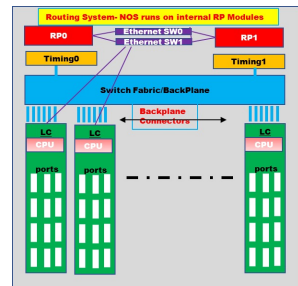 Routing System- NOS runs on internal RP Modules
RP0
Ethernet SW0
Ethernet SW1
RP1
Timing0
Timing1
Switch Fabric/BackPlane
Backplane
Connectors
LC
CPU
ports
LC
CPU
ports
LC
CPU
ports